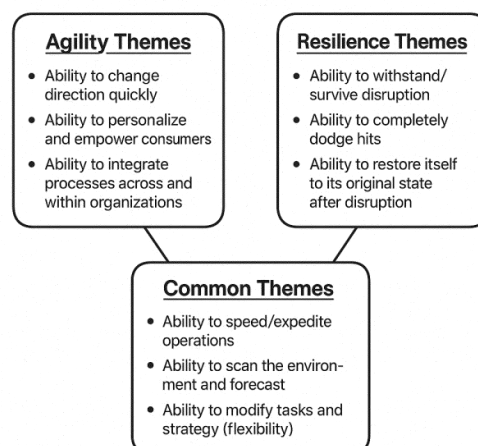 Agility Themes
• Ability to change
direction quickly
• Ability to personalize
and empower consumers
• Ability to integrate
processes across and
within organizations
Resilience Themes
• Ability to withstand/
survive disruption
• Ability to completely
dodge hits
• Ability to restore itself
to its original state
after disruption
Common Themes
• Ability to speed/expedite
operations
• Ability to scan the environ-
ment and forecast
• Ability to modify tasks and
strategy (flexibility)